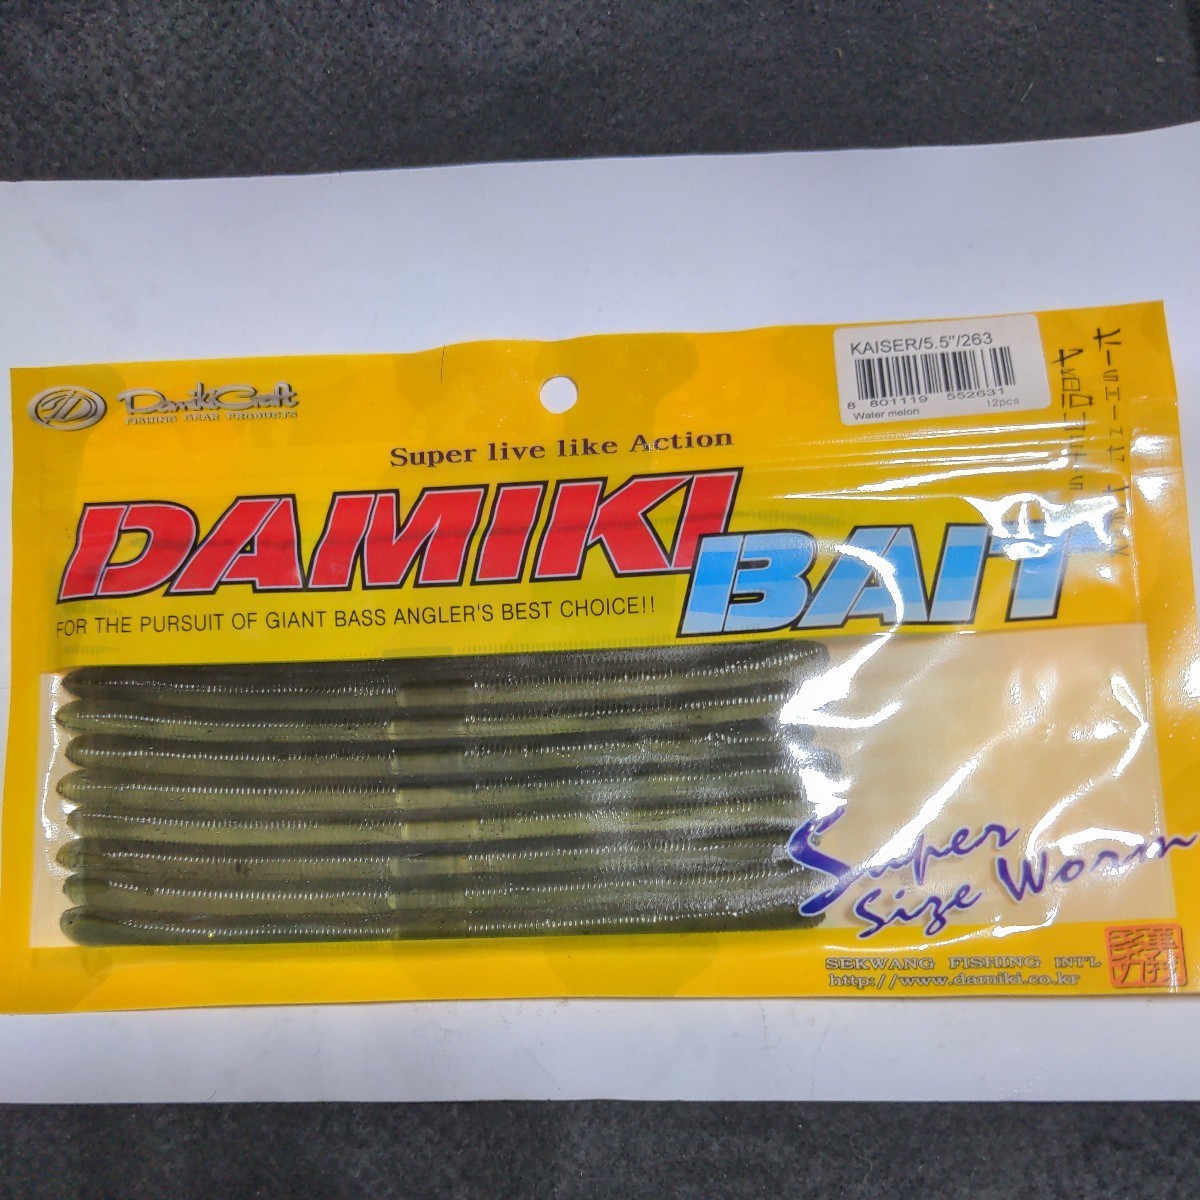 DamikiCraft
FISHING GEAR PRODUCTS
KAISER/5.5"/263
8 801119 552631
Water melon 12pcs
Super live like Action
DAMIKI
BAIT
FOR THE PURSUIT OF GIANT BASS ANGLER'S BEST CHOICE!!
Super
Size Worm
SEKWANG FISHING INT'L
http://www.damiki.co.kr